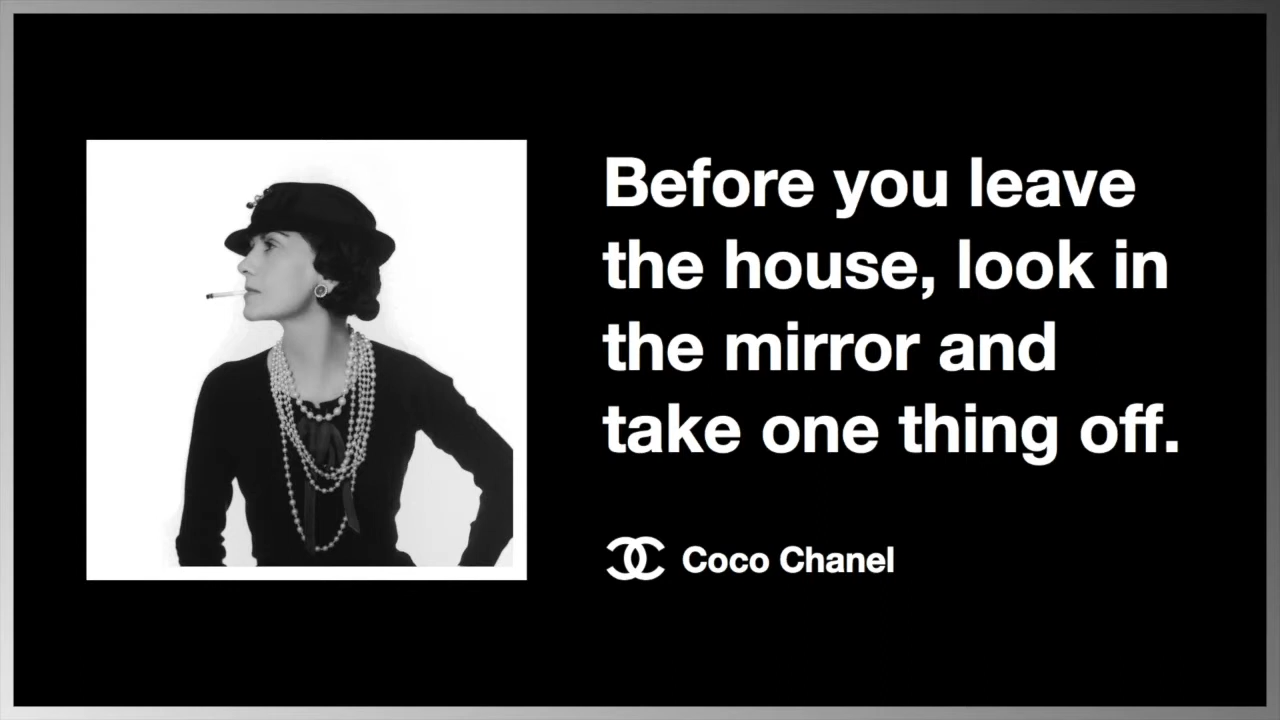 Before you leave
the house, look in
the mirror and
take one thing off.
Coco Chanel